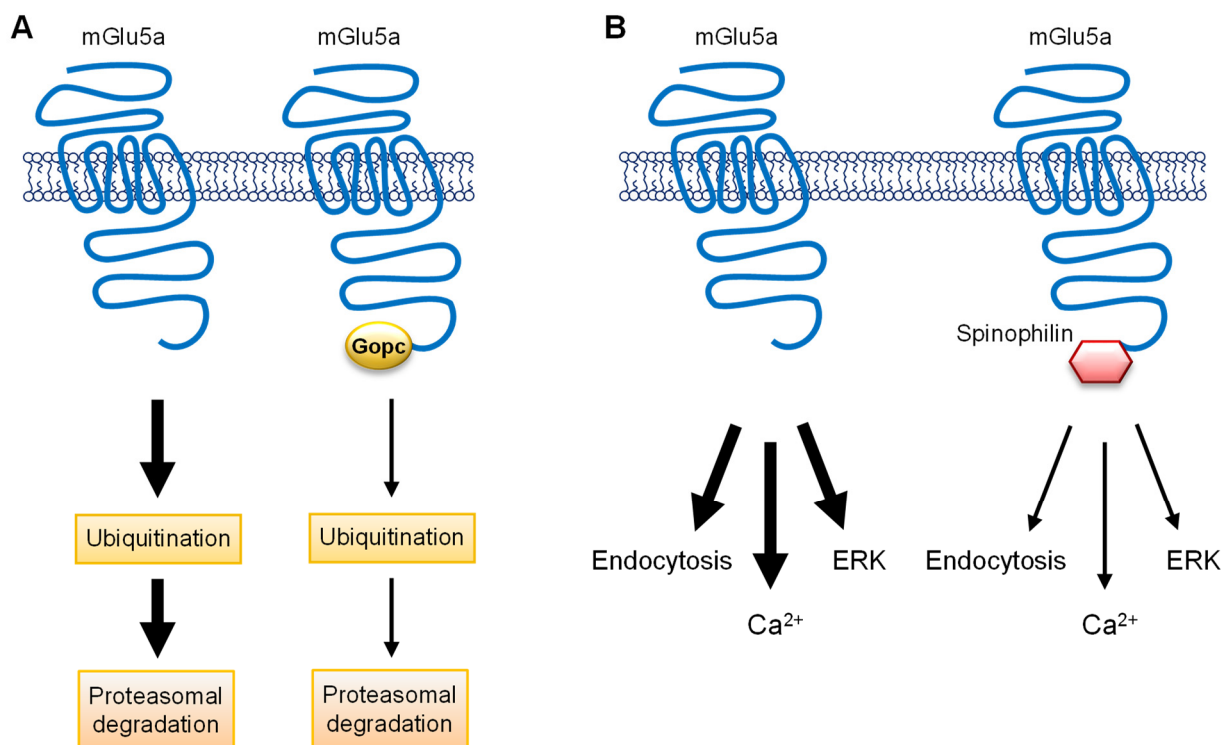 A
mGlu5a
mGlu5a
Gopc
Ubiquitination
Ubiquitination
Proteasomal
degradation
Proteasomal
degradation
B
mGlu5a
mGlu5a
Spinophilin
Endocytosis
ERK
Ca²⁺
Endocytosis
ERK
Ca²⁺